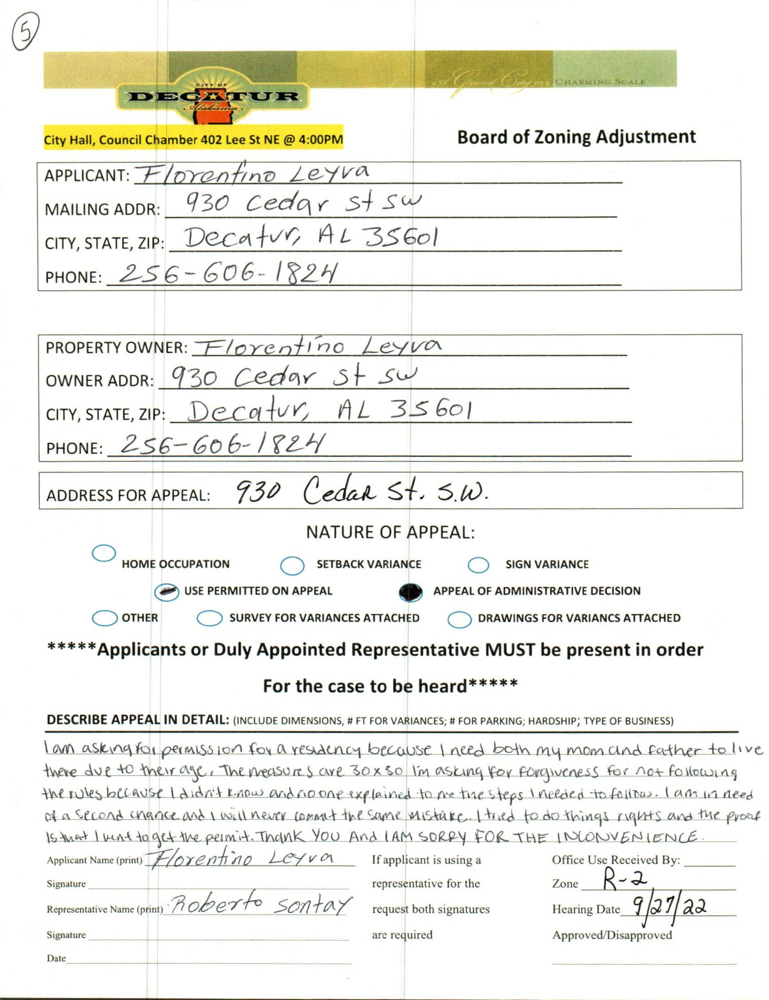 5
CITY OF
DECATUR
Alabama
A Grand City on a CHARMING SCALE
City Hall, Council Chamber 402 Lee St NE @ 4:00PM
Board of Zoning Adjustment
APPLICANT: Florentino Leyva
MAILING ADDR: 930 Cedar St SW
CITY, STATE, ZIP: Decatur, AL 35601
PHONE: 256-606-1824
PROPERTY OWNER: Florentino Leyva
OWNER ADDR: 930 Cedar St SW
CITY, STATE, ZIP: Decatur, AL 35601
PHONE: 256-606-1824
ADDRESS FOR APPEAL: 930 Cedar St. S.W.
NATURE OF APPEAL:
HOME OCCUPATION SETBACK VARIANCE SIGN VARIANCE
USE PERMITTED ON APPEAL APPEAL OF ADMINISTRATIVE DECISION
OTHER SURVEY FOR VARIANCES ATTACHED DRAWINGS FOR VARIANCS ATTACHED
*****Applicants or Duly Appointed Representative MUST be present in order
For the case to be heard*****
DESCRIBE APPEAL IN DETAIL: (INCLUDE DIMENSIONS, # FT FOR VARIANCES; # FOR PARKING; HARDSHIP; TYPE OF BUSINESS)
I am asking for permission for a residency because I need both my mom and father to live
there due to their age. The measures are 30x30 I'm asking for forgiveness for not following
the rules because I didn't know and no one explained to me the steps I needed to follow. I am in need
of a second chance and I will never commit the same mistake. I tried to do things rights and the proof
Is that I went to get the permit. Thank YOU And I AM SORRY FOR THE INCONVENIENCE.
Applicant Name (print) Florentino Leyva If applicant is using a Office Use Received By:
Signature representative for the Zone R-2
Representative Name (print) Roberto Sontay request both signatures Hearing Date 9/27/22
Signature are required Approved/Disapproved
Date